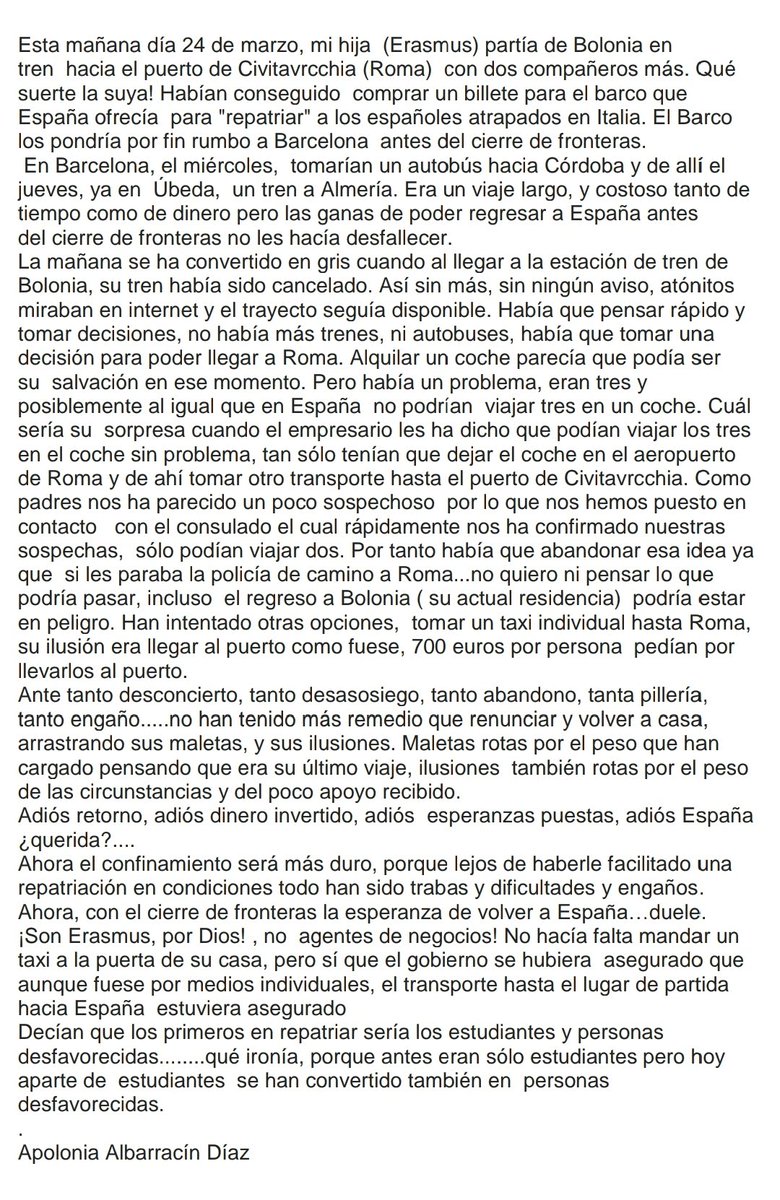 Esta mañana día 24 de marzo, mi hija  (Erasmus) partía de Bolonia en
tren  hacia el puerto de Civitavrcchia (Roma)  con dos compañeros más. Qué
suerte la suya! Habían conseguido  comprar un billete para el barco que
España ofrecía  para "repatriar" a los españoles atrapados en Italia. El Barco
los pondría por fin rumbo a Barcelona  antes del cierre de fronteras.
 En Barcelona, el miércoles,  tomarían un autobús hacia Córdoba y de allí el
jueves, ya en  Úbeda,  un tren a Almería. Era un viaje largo, y costoso tanto de
tiempo como de dinero pero las ganas de poder regresar a España antes
del cierre de fronteras no les hacía desfallecer.
La mañana se ha convertido en gris cuando al llegar a la estación de tren de
Bolonia, su tren había sido cancelado. Así sin más, sin ningún aviso, atónitos
miraban en internet y el trayecto seguía disponible. Había que pensar rápido y
tomar decisiones, no había más trenes, ni autobuses, había que tomar una
decisión para poder llegar a Roma. Alquilar un coche parecía que podía ser
su  salvación en ese momento. Pero había un problema, eran tres y
posiblemente al igual que en España  no podrían  viajar tres en un coche. Cuál
sería su  sorpresa cuando el empresario les ha dicho que podían viajar los tres
en el coche sin problema, tan sólo tenían que dejar el coche en el aeropuerto
de Roma y de ahí tomar otro transporte hasta el puerto de Civitavrcchia. Como
padres nos ha parecido un poco sospechoso  por lo que nos hemos puesto en
contacto   con el consulado el cual rápidamente nos ha confirmado nuestras
sospechas,  sólo podían viajar dos. Por tanto había que abandonar esa idea ya
que  si les paraba la policía de camino a Roma...no quiero ni pensar lo que
podría pasar, incluso  el regreso a Bolonia ( su actual residencia)  podría estar
en peligro. Han intentado otras opciones,  tomar un taxi individual hasta Roma,
su ilusión era llegar al puerto como fuese, 700 euros por persona  pedían por
llevarlos al puerto.
Ante tanto desconcierto, tanto desasosiego, tanto abandono, tanta pillería,
tanto engaño.....no han tenido más remedio que renunciar y volver a casa,
arrastrando sus maletas, y sus ilusiones. Maletas rotas por el peso que han
cargado pensando que era su último viaje, ilusiones  también rotas por el peso
de las circunstancias y del poco apoyo recibido.
Adiós retorno, adiós dinero invertido, adiós  esperanzas puestas, adiós España
¿querida?....
Ahora el confinamiento será más duro, porque lejos de haberle facilitado una
repatriación en condiciones todo han sido trabas y dificultades y engaños.
Ahora, con el cierre de fronteras la esperanza de volver a España…duele.
¡Son Erasmus, por Dios! , no  agentes de negocios! No hacía falta mandar un
taxi a la puerta de su casa, pero sí que el gobierno se hubiera  asegurado que
aunque fuese por medios individuales, el transporte hasta el lugar de partida
hacia España  estuviera asegurado
Decían que los primeros en repatriar sería los estudiantes y personas
desfavorecidas........qué ironía, porque antes eran sólo estudiantes pero hoy
aparte de  estudiantes  se han convertido también en  personas
desfavorecidas.
.
Apolonia Albarracín Díaz